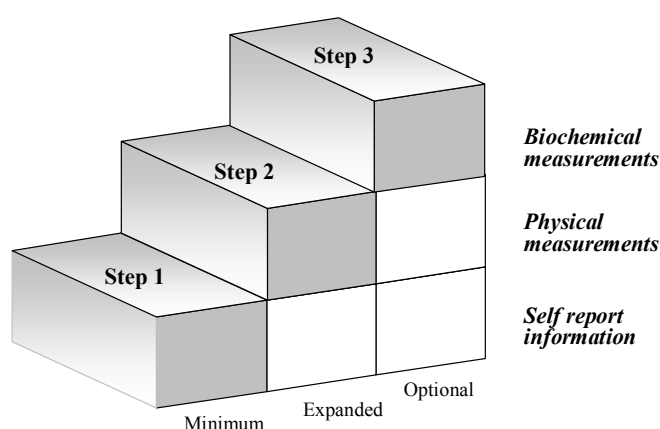 Step 3
Biochemical
measurements
Step 2
Physical
measurements
Step 1
Self report
information
Optional
Expanded
Minimum